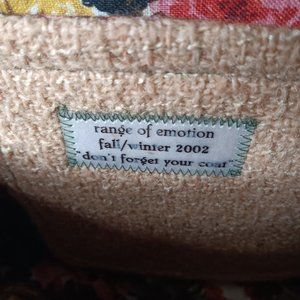 range of emotion
fall/winter 2002
"don't forget your coat"